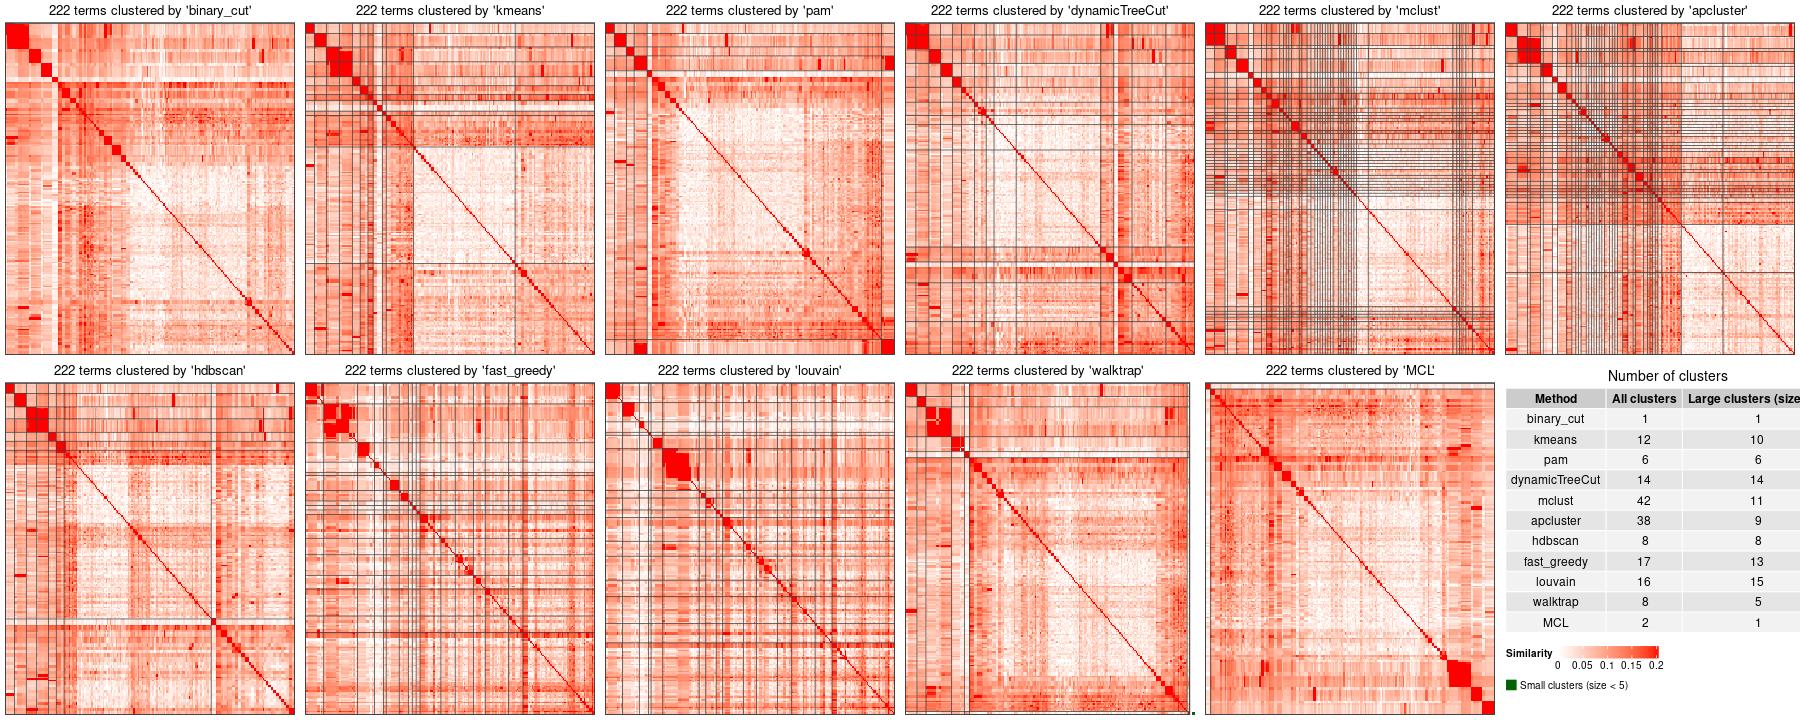 222 terms clustered by 'binary_cut'
222 terms clustered by 'kmeans'
222 terms clustered by 'pam'
222 terms clustered by 'dynamicTreeCut'
222 terms clustered by 'mclust'
222 terms clustered by 'apcluster'
222 terms clustered by 'hdbscan'
222 terms clustered by 'fast_greedy'
222 terms clustered by 'louvain'
222 terms clustered by 'walktrap'
222 terms clustered by 'MCL'
Number of clusters
Method All clusters Large clusters (size
binary_cut 1 1
kmeans 12 10
pam 6 6
dynamicTreeCut 14 14
mclust 42 11
apcluster 38 9
hdbscan 8 8
fast_greedy 17 13
louvain 16 15
walktrap 8 5
MCL 2 1
Similarity
0 0.05 0.1 0.15 0.2
Small clusters (size < 5)